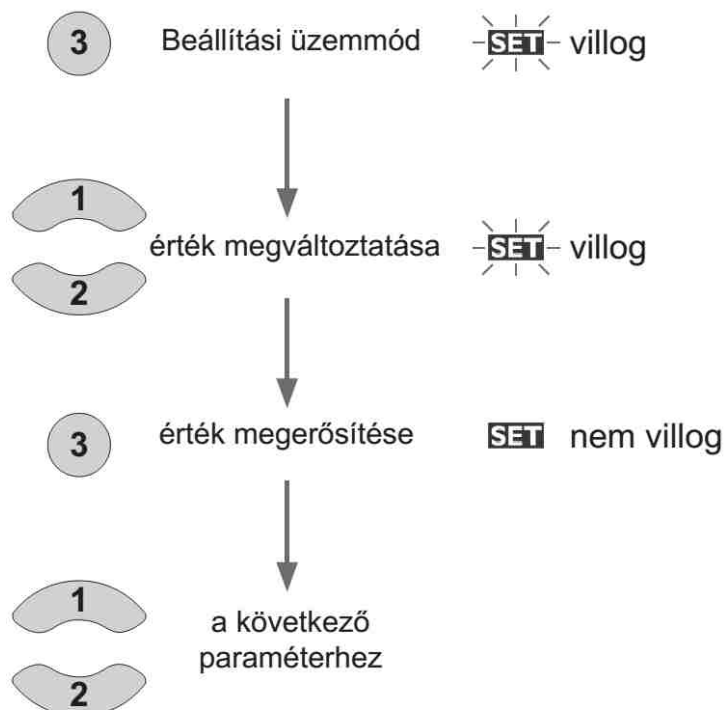 3 Beállítási üzemmód SET villog
1
érték megváltoztatása SET villog
2
3 érték megerősítése SET nem villog
1
a következő
paraméterhez
2